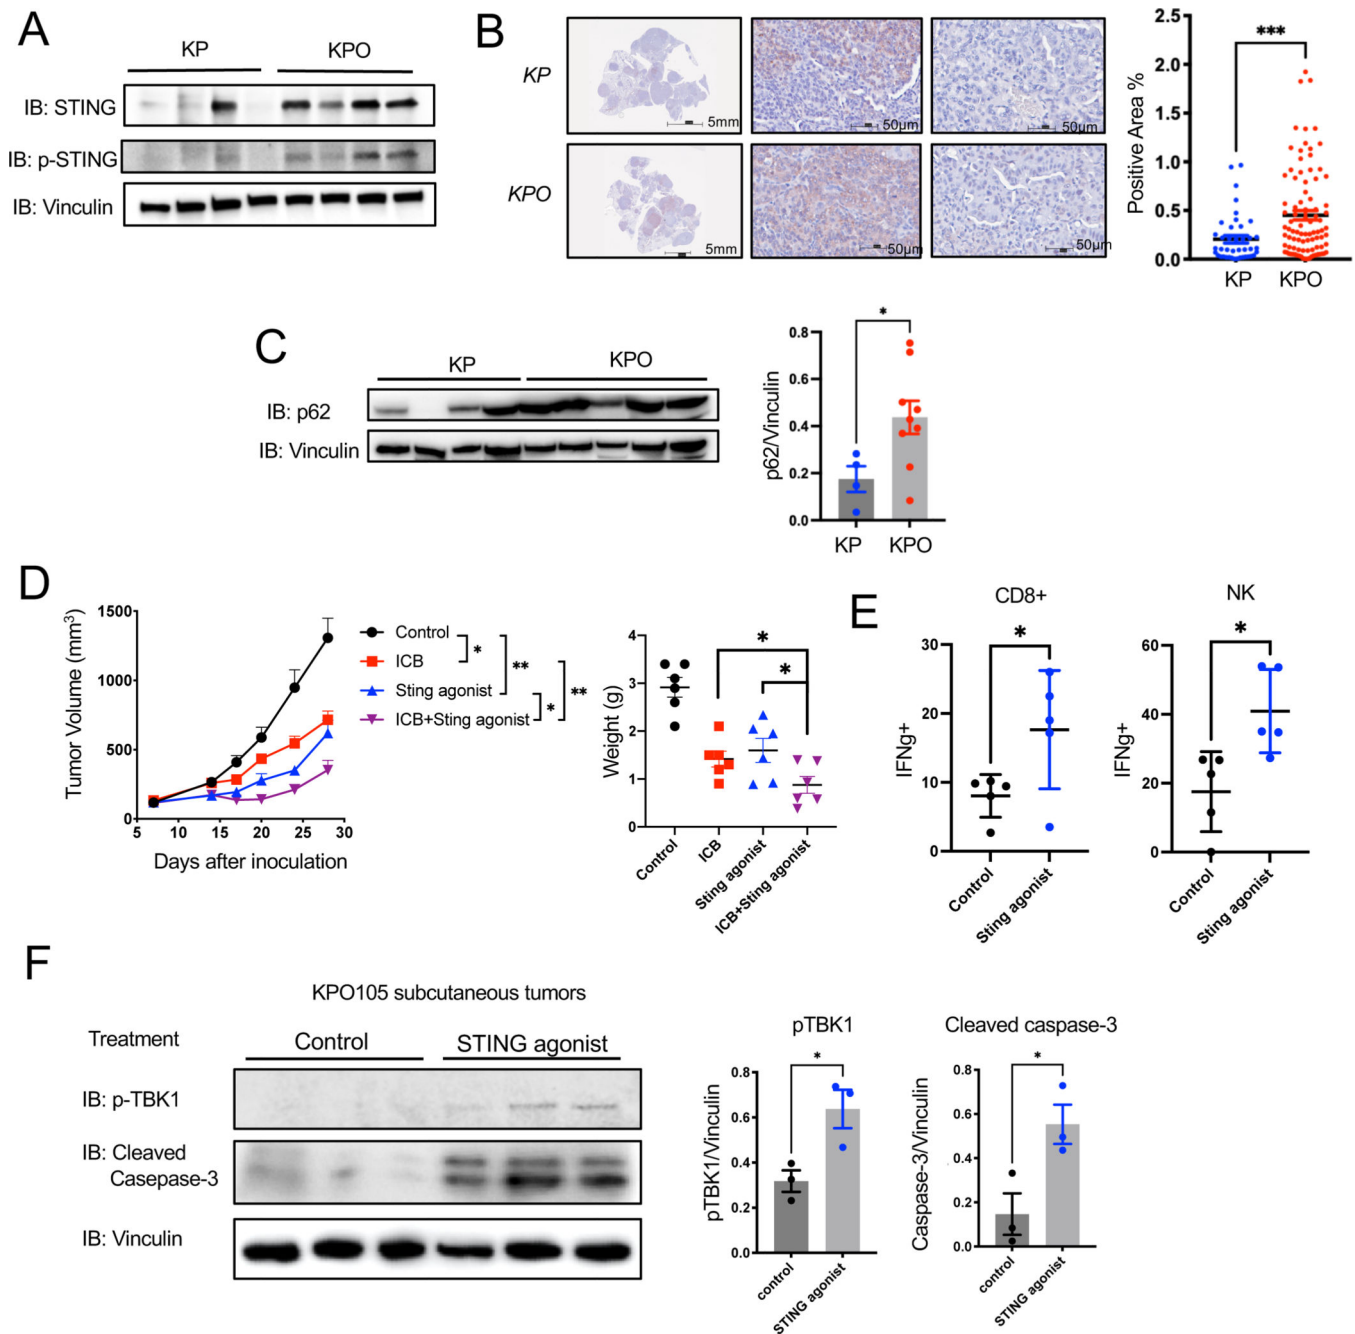 A
KP
KPO
IB: STING
IB: p-STING
IB: Vinculin
B
KP
5mm
50µm
50µm
KPO
5mm
50µm
50µm
Positive Area %
2.5
2.0
1.5
1.0
0.5
0.0
***
KP
KPO
C
KP
KPO
IB: p62
IB: Vinculin
p62/Vinculin
0.8
0.6
0.4
0.2
0.0
*
KP
KPO
D
Tumor Volume (mm³)
1500
1000
500
0
5
10
15
20
25
30
Days after inoculation
Control
ICB
Sting agonist
ICB+Sting agonist
*
**
*
**
Weight (g)
4
3
2
1
0
*
*
Control
ICB
Sting agonist
ICB+Sting agonist
E
CD8+
IFNg+
30
20
10
0
*
Control
Sting agonist
NK
IFNg+
60
40
20
0
*
Control
Sting agonist
F
KPO105 subcutaneous tumors
Treatment
Control
STING agonist
IB: p-TBK1
IB: Cleaved
Casepase-3
IB: Vinculin
pTBK1
pTBK1/Vinculin
0.8
0.6
0.4
0.2
0.0
*
control
STING agonist
Cleaved caspase-3
Caspase-3/Vinculin
0.8
0.6
0.4
0.2
0.0
*
control
STING agonist